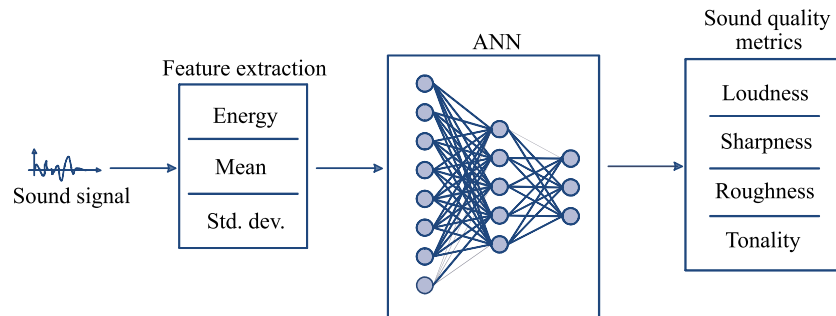 Sound signal
Feature extraction
Energy
Mean
Std. dev.
ANN
Sound quality
metrics
Loudness
Sharpness
Roughness
Tonality